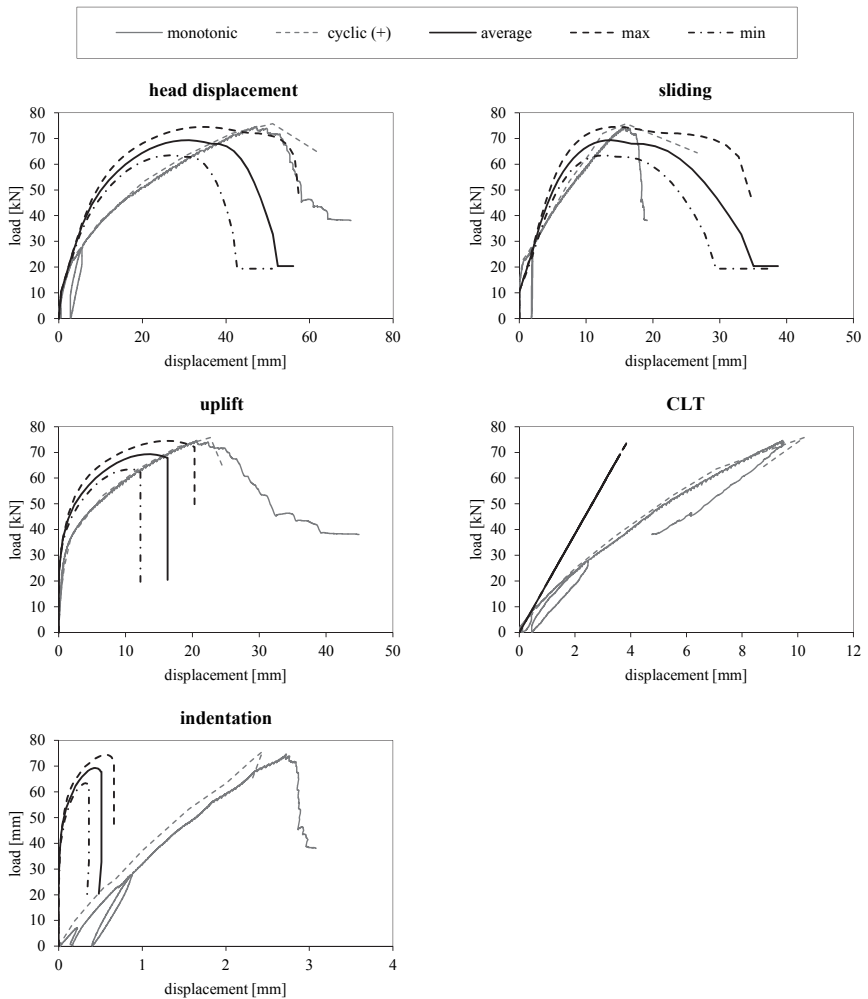 monotonic cyclic (+) average max min
head displacement
80
70
60
50
40
30
20
10
0
load [kN]
0 20 40 60 80
displacement [mm]
sliding
80
70
60
50
40
30
20
10
0
load [kN]
0 10 20 30 40 50
displacement [mm]
uplift
80
70
60
50
40
30
20
10
0
load [kN]
0 10 20 30 40 50
displacement [mm]
CLT
80
70
60
50
40
30
20
10
0
load [kN]
0 2 4 6 8 10 12
displacement [mm]
indentation
80
70
60
50
40
30
20
10
0
load [mm]
0 1 2 3 4
displacement [mm]